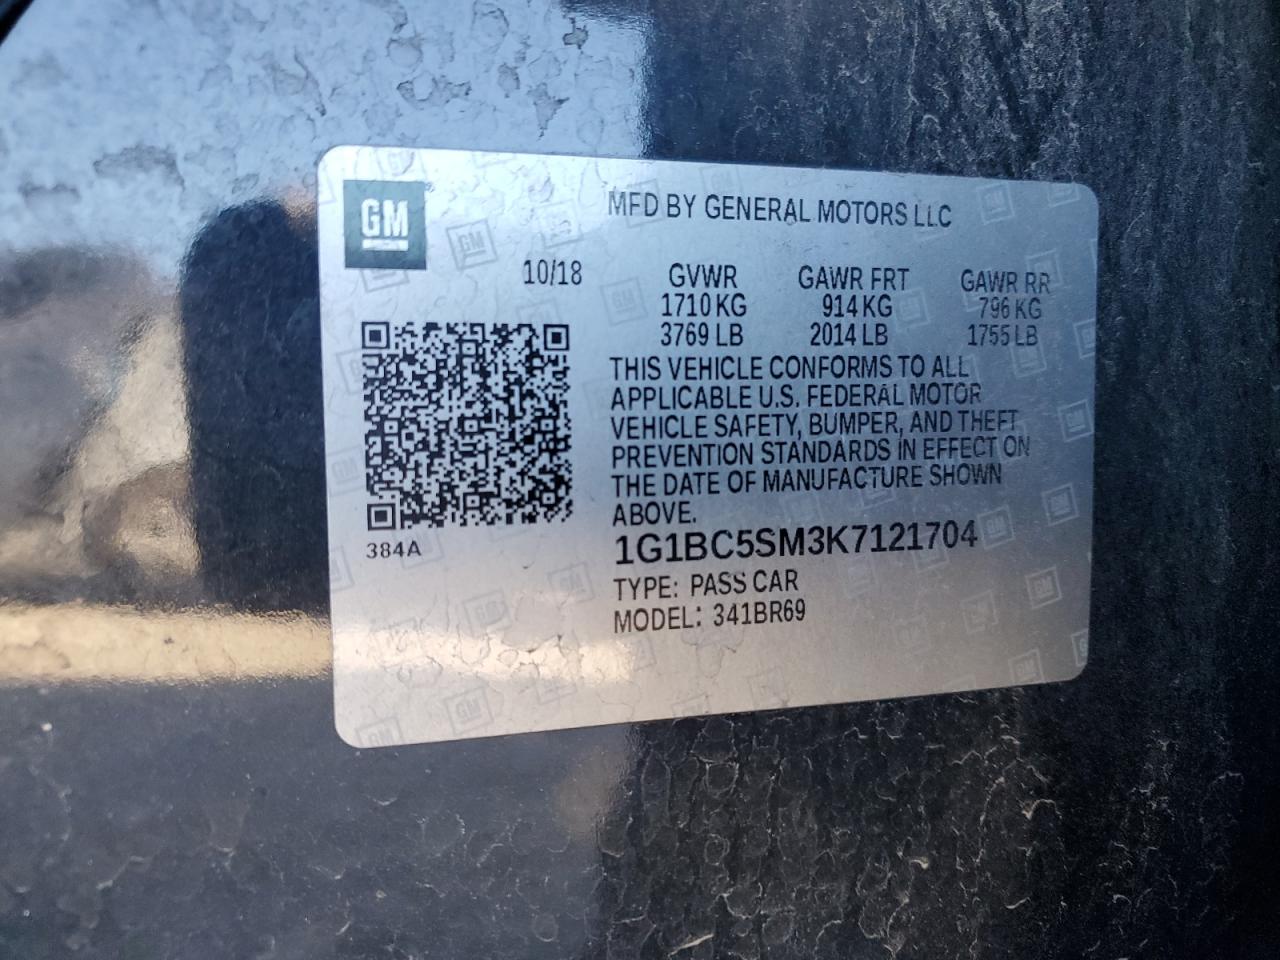 GM
MFD BY GENERAL MOTORS LLC
10/18
GVWR GAWR FRT GAWR RR
1710 KG 914 KG 796 KG
3769 LB 2014 LB 1755 LB
THIS VEHICLE CONFORMS TO ALL
APPLICABLE U.S. FEDERAL MOTOR
VEHICLE SAFETY, BUMPER, AND THEFT
PREVENTION STANDARDS IN EFFECT ON
THE DATE OF MANUFACTURE SHOWN
ABOVE.
384A
1G1BC5SM3K7121704
TYPE: PASS CAR
MODEL: 341BR69